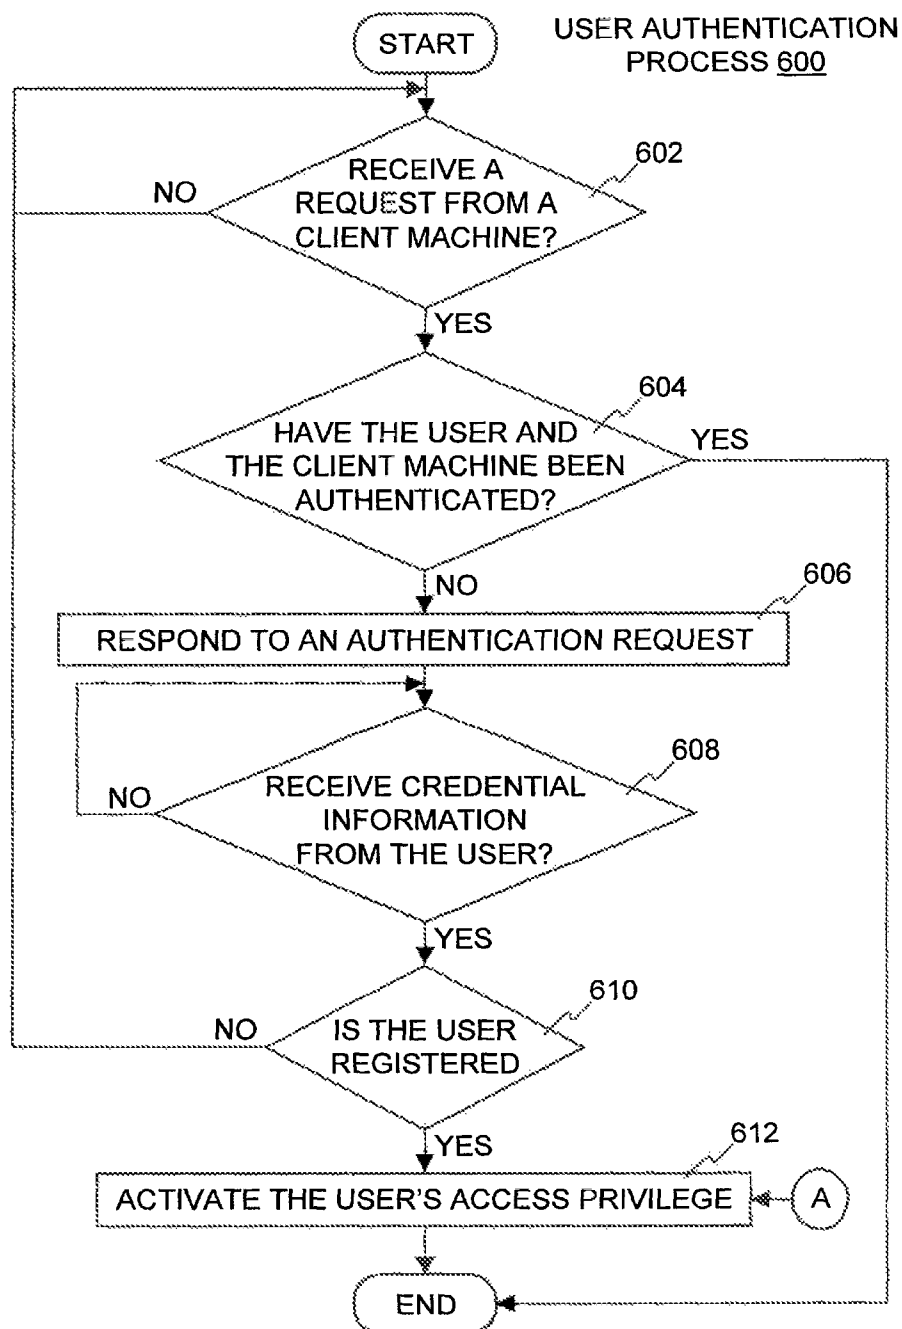 START
USER AUTHENTICATION
PROCESS 600
602
RECEIVE A
REQUEST FROM A
CLIENT MACHINE?
NO
YES
604
HAVE THE USER AND
THE CLIENT MACHINE BEEN
AUTHENTICATED?
YES
NO
606
RESPOND TO AN AUTHENTICATION REQUEST
608
RECEIVE CREDENTIAL
INFORMATION
FROM THE USER?
NO
YES
610
IS THE USER
REGISTERED
NO
YES
612
ACTIVATE THE USER'S ACCESS PRIVILEGE
A
END